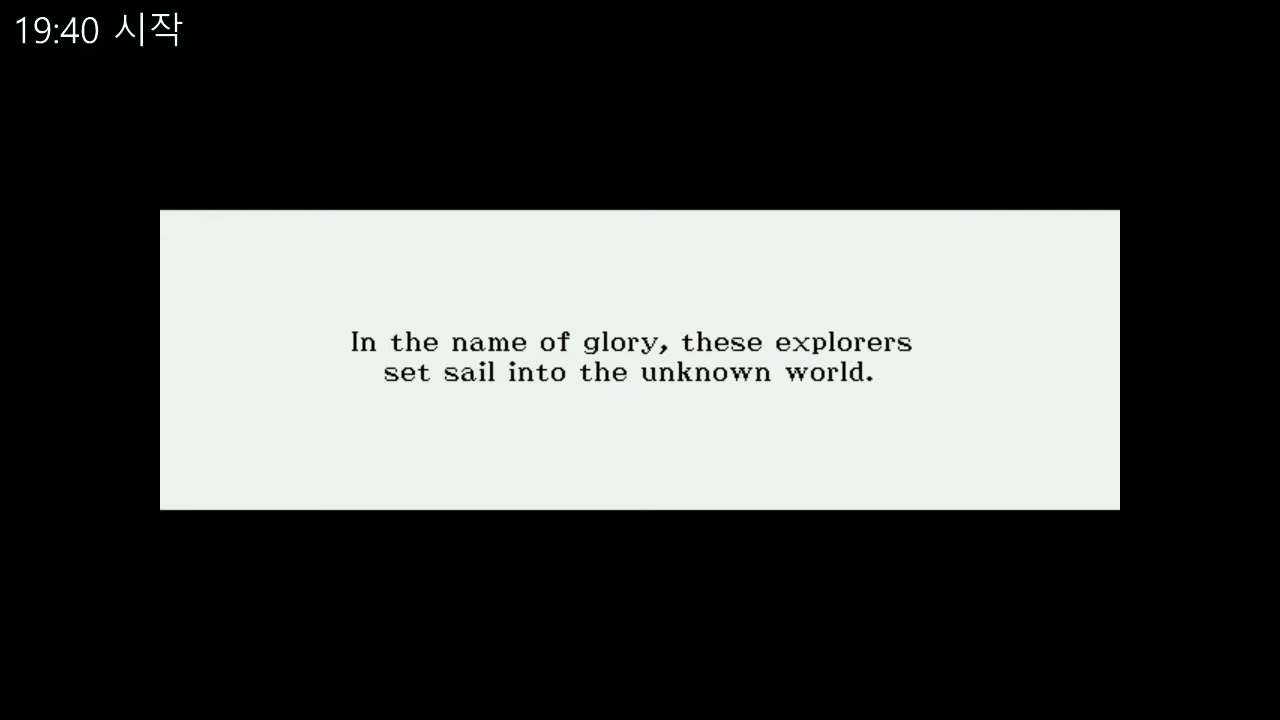 19:40 시작
In the name of glory, these explorers
set sail into the unknown world.